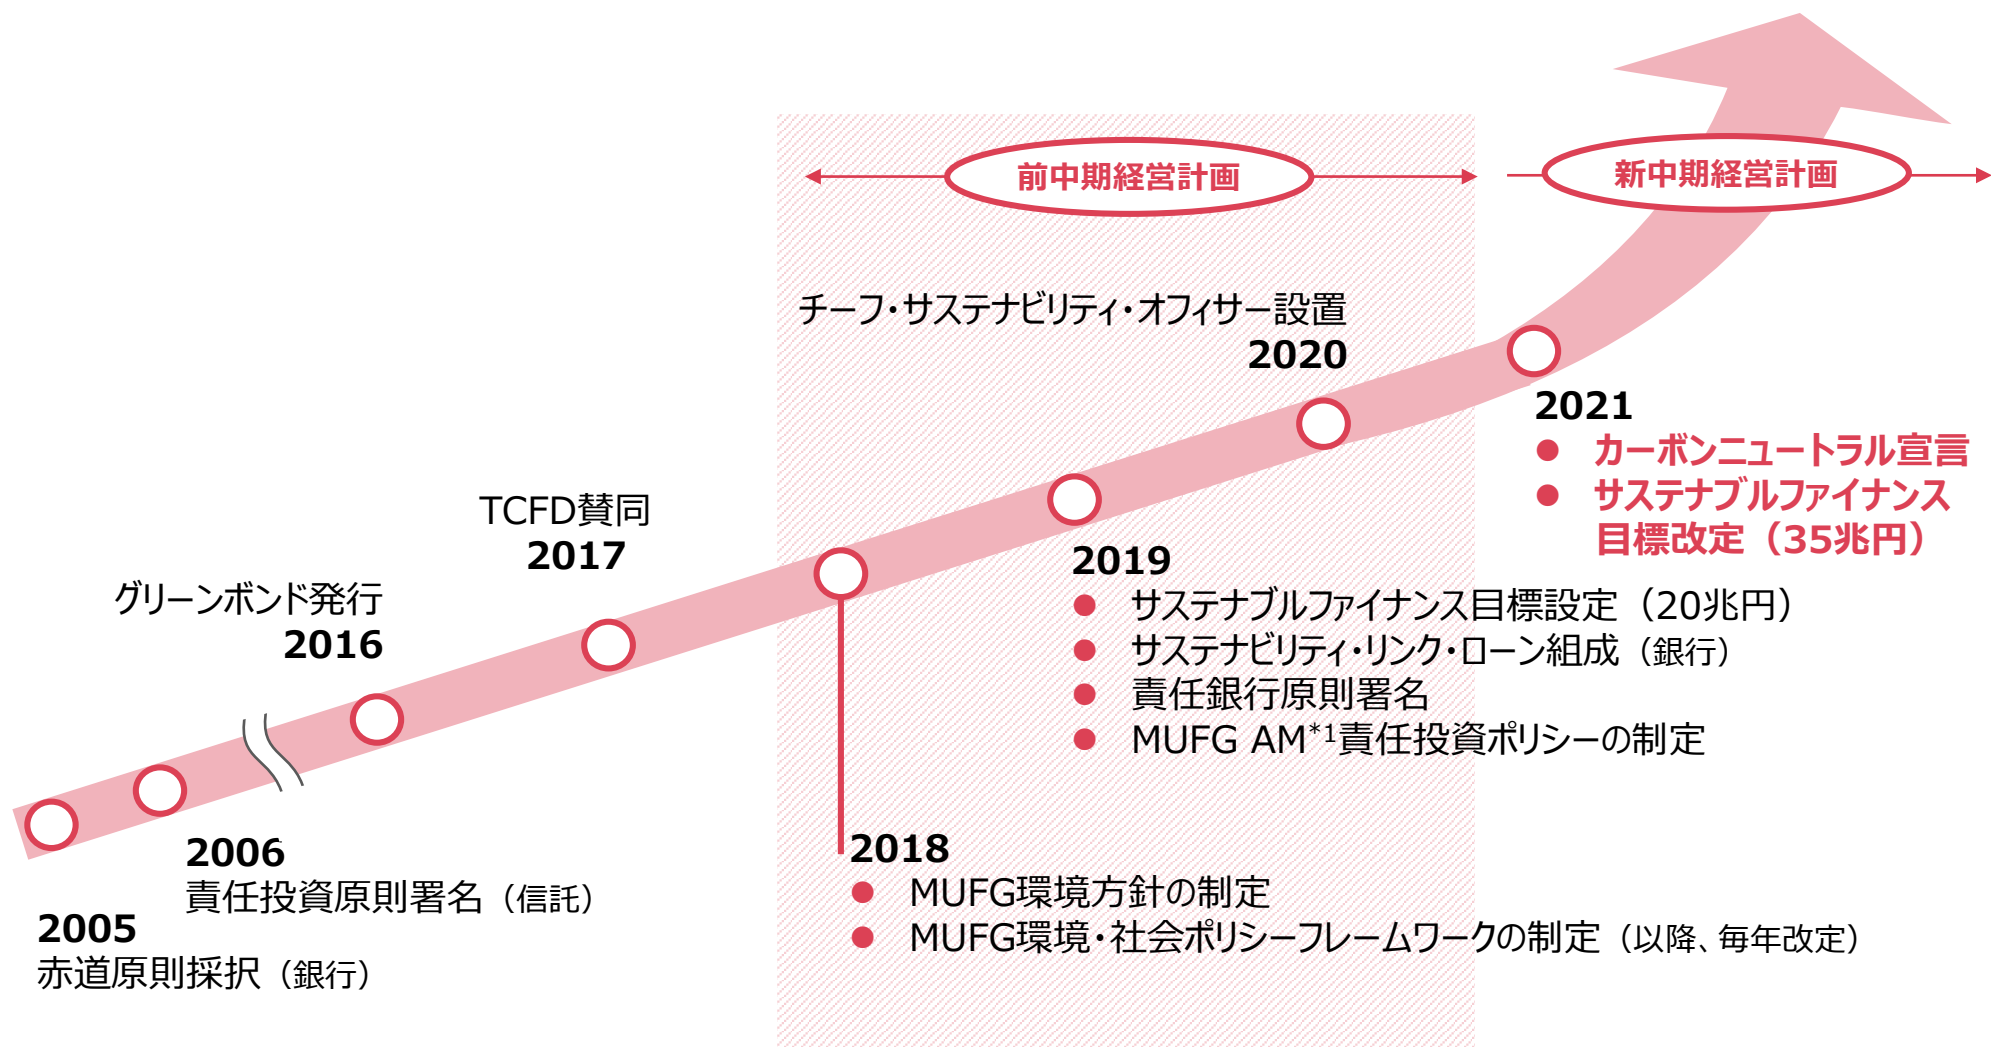 前中期経営計画
新中期経営計画
チーフ・サステナビリティ・オフィサー設置
2020
2021
● カーボンニュートラル宣言
● サステナブルファイナンス
目標改定（35兆円）
TCFD賛同
2017
2019
● サステナブルファイナンス目標設定（20兆円）
● サステナビリティ・リンク・ローン組成（銀行）
● 責任銀行原則署名
● MUFG AM*1責任投資ポリシーの制定
グリーンボンド発行
2016
2018
● MUFG環境方針の制定
● MUFG環境・社会ポリシーフレームワークの制定（以降、毎年改定）
2006
責任投資原則署名（信託）
2005
赤道原則採択（銀行）